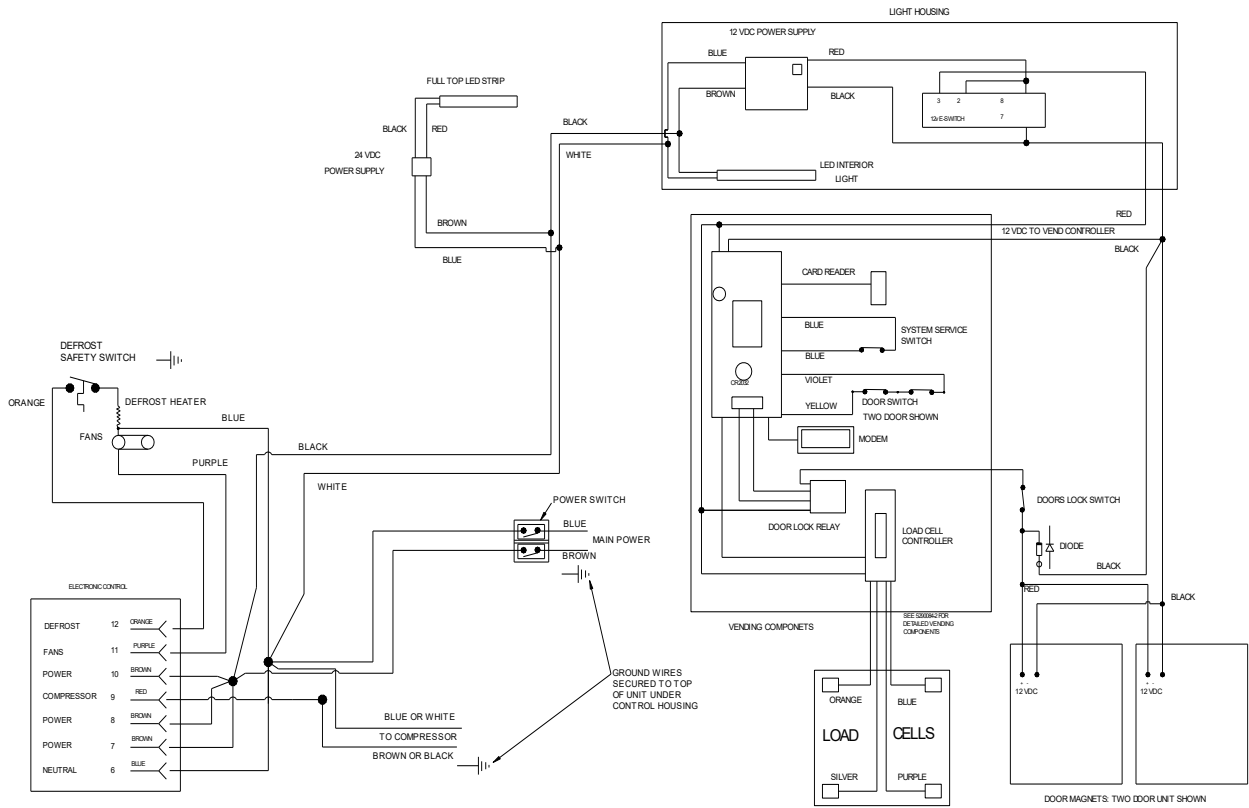 LIGHT HOUSING
12 VDC POWER SUPPLY
BLUE
RED
BROWN
BLACK
3 2 8
7
12v E-SWITCH
LED INTERIOR
LIGHT
FULL TOP LED STRIP
BLACK
RED
24 VDC
POWER SUPPLY
BLACK
WHITE
BROWN
BLUE
RED
12 VDC TO VEND CONTROLLER
BLACK
CARD READER
BLUE
SYSTEM SERVICE
SWITCH
BLUE
CR2032
VIOLET
YELLOW
DOOR SWITCH
TWO DOOR SHOWN
MODEM
DOOR LOCK RELAY
LOAD CELL
CONTROLLER
DOORS LOCK SWITCH
DIODE
BLACK
RED
BLACK
VENDING COMPONETS
SEE 529008-2 FOR
DETAILED VENDING
COMPONENTS
+ -
12 VDC
+ -
12 VDC
DOOR MAGNETS: TWO DOOR UNIT SHOWN
ORANGE
BLUE
LOAD CELLS
SILVER
PURPLE
DEFROST
SAFETY SWITCH
ORANGE
DEFROST HEATER
BLUE
FANS
PURPLE
BLACK
WHITE
POWER SWITCH
BLUE
MAIN POWER
BROWN
GROUND WIRES
SECURED TO TOP
OF UNIT UNDER
CONTROL HOUSING
ELECTRONIC CONTROL
DEFROST 12 ORANGE
FANS 11 PURPLE
POWER 10 BROWN
COMPRESSOR 9 RED
POWER 8 BROWN
POWER 7 BROWN
NEUTRAL 6 BLUE
BLUE OR WHITE
TO COMPRESSOR
BROWN OR BLACK